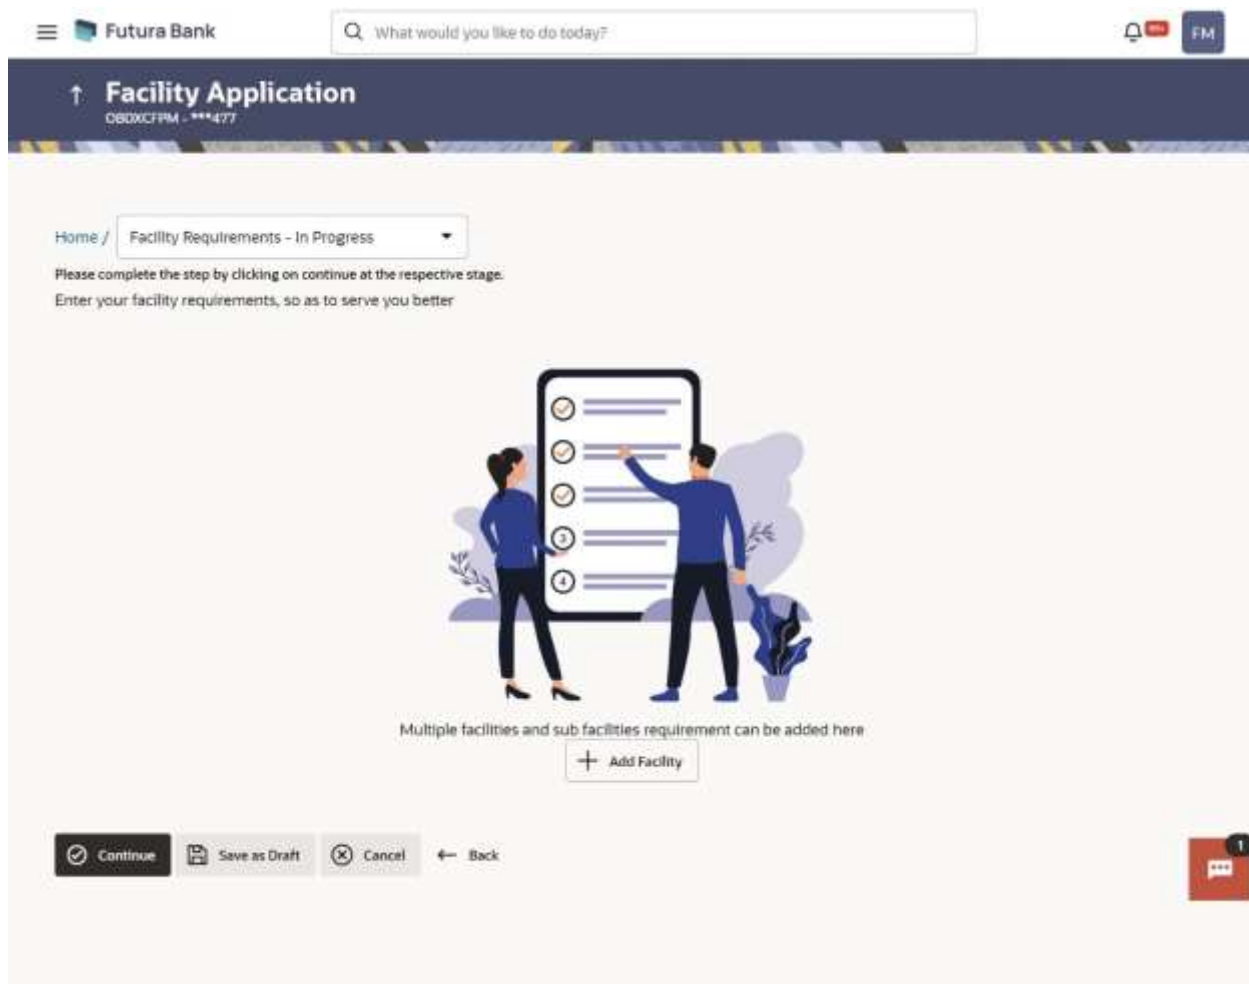 Futura Bank
What would you like to do today?
FM
Facility Application
OBDXCFPM - ***477
Home / Facility Requirements - In Progress
Please complete the step by clicking on continue at the respective stage.
Enter your facility requirements, so as to serve you better
3
4
Multiple facilities and sub facilities requirement can be added here
Add Facility
Continue Save as Draft Cancel Back
1